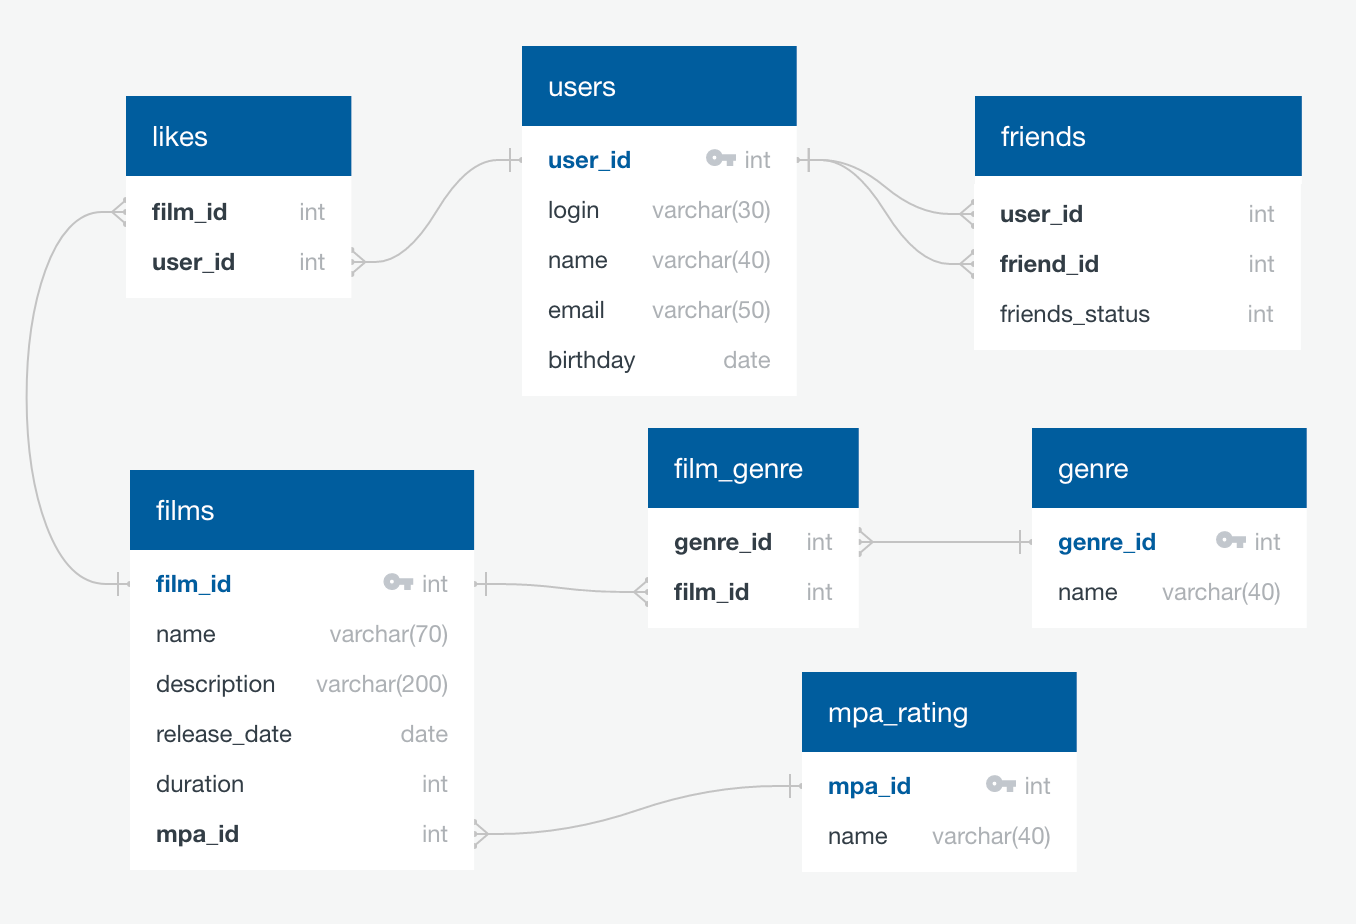 likes
film_id int
user_id int
users
user_id int
login varchar(30)
name varchar(40)
email varchar(50)
birthday date
friends
user_id int
friend_id int
friends_status int
films
film_id int
name varchar(70)
description varchar(200)
release_date date
duration int
mpa_id int
film_genre
genre_id int
film_id int
genre
genre_id int
name varchar(40)
mpa_rating
mpa_id int
name varchar(40)